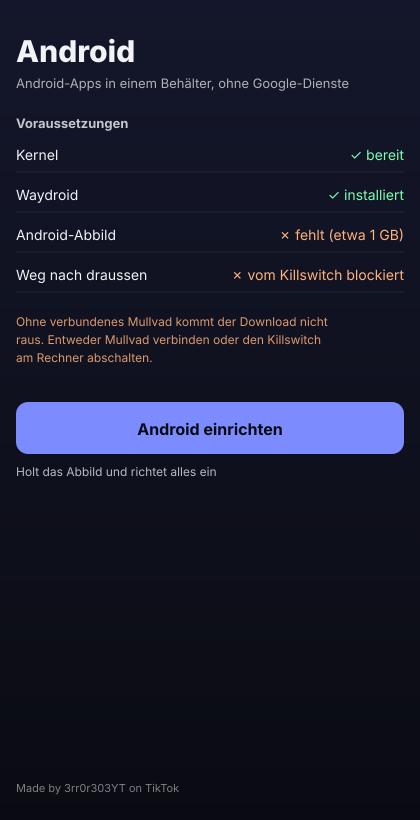 Android
Android-Apps in einem Behälter, ohne Google-Dienste
Voraussetzungen
Kernel ✓ bereit
Waydroid ✓ installiert
Android-Abbild × fehlt (etwa 1 GB)
Weg nach draussen × vom Killswitch blockiert
Ohne verbundenes Mullvad kommt der Download nicht
raus. Entweder Mullvad verbinden oder den Killswitch
am Rechner abschalten.
Android einrichten
Holt das Abbild und richtet alles ein
Made by 3rr0r303YT on TikTok